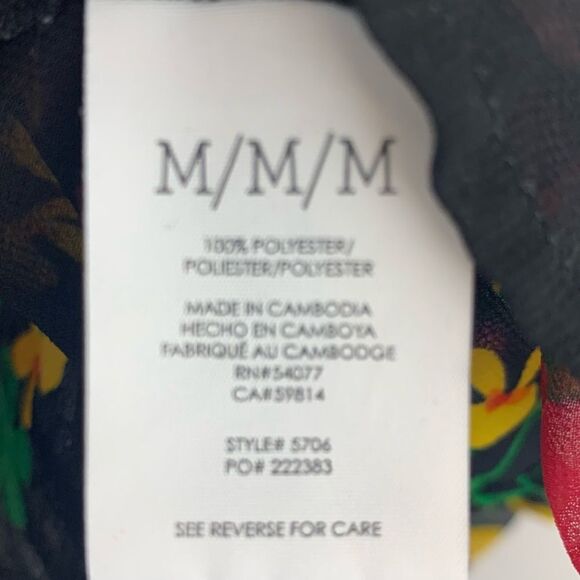 M/M/M
100% POLYESTER/
POLIESTER/POLYESTER
MADE IN CAMBODIA
HECHO EN CAMBOYA
FABRIQUÉ AU CAMBODGE
RN#54077
CA#59814
STYLE# 5706
PO# 222383
SEE REVERSE FOR CARE